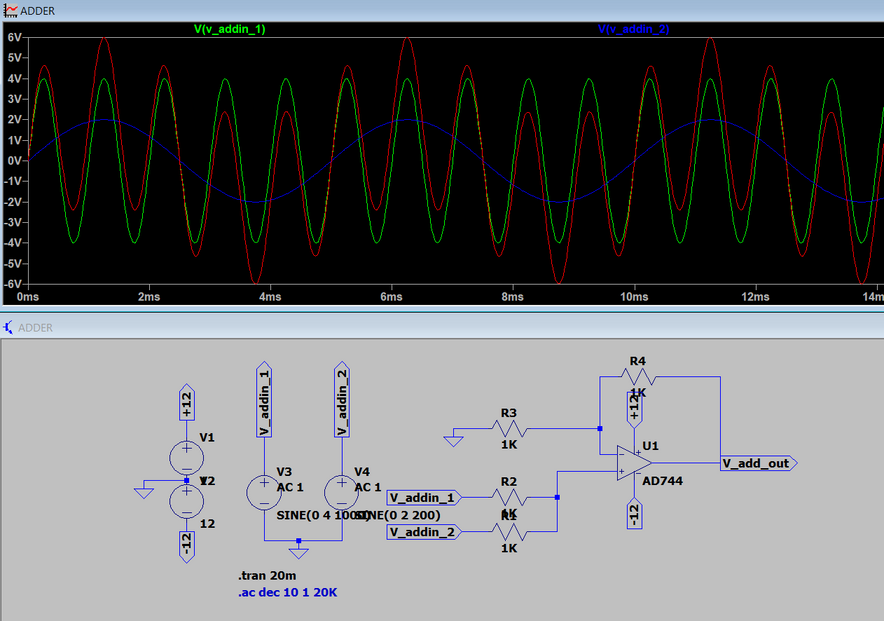 ADDER
V(v_addin_1)
V(v_addin_2)
6V
5V
4V
3V
2V
1V
0V
-1V
-2V
-3V
-4V
-5V
-6V
0ms 2ms 4ms 6ms 8ms 10ms 12ms 14m
ADDER
+12
V1
V2
12
-12
V_addin_1
V3
AC 1
SINE(0 4 1000)
V_addin_2
V4
AC 1
SINE(0 2 200)
R3
1K
R4
1K
+12
U1
AD744
-12
V_add_out
V_addin_1
R2
1K
V_addin_2
R1
1K
.tran 20m
.ac dec 10 1 20K